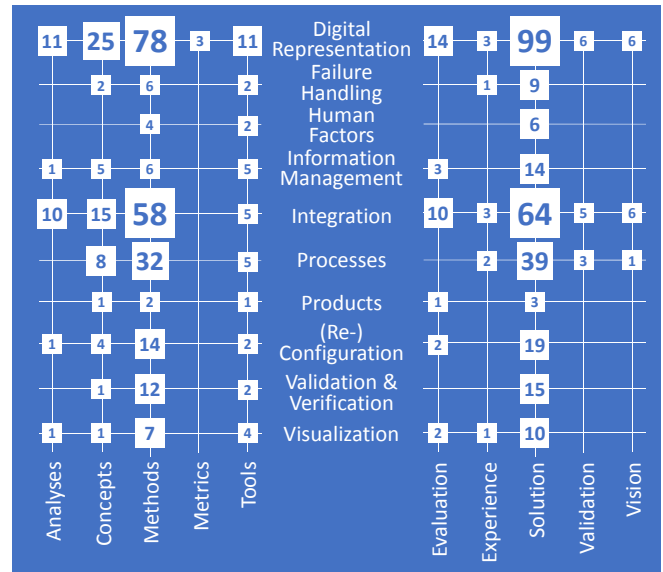 Digital
11 25 78 3 11 Representation 14 3 99 6 6
Failure
2 6 2 Handling 1 9
Human
4 2 Factors 6
Information
1 5 6 5 Management 3 14
10 15 58 5 Integration 10 3 64 5 6
8 32 5 Processes 2 39 3 1
1 2 1 Products 1 3
(Re-)
1 4 14 2 Configuration 2 19
Validation &
1 12 2 Verification 15
1 1 7 4 Visualization 2 1 10
Analyses
Concepts
Methods
Metrics
Tools
Evaluation
Experience
Solution
Validation
Vision